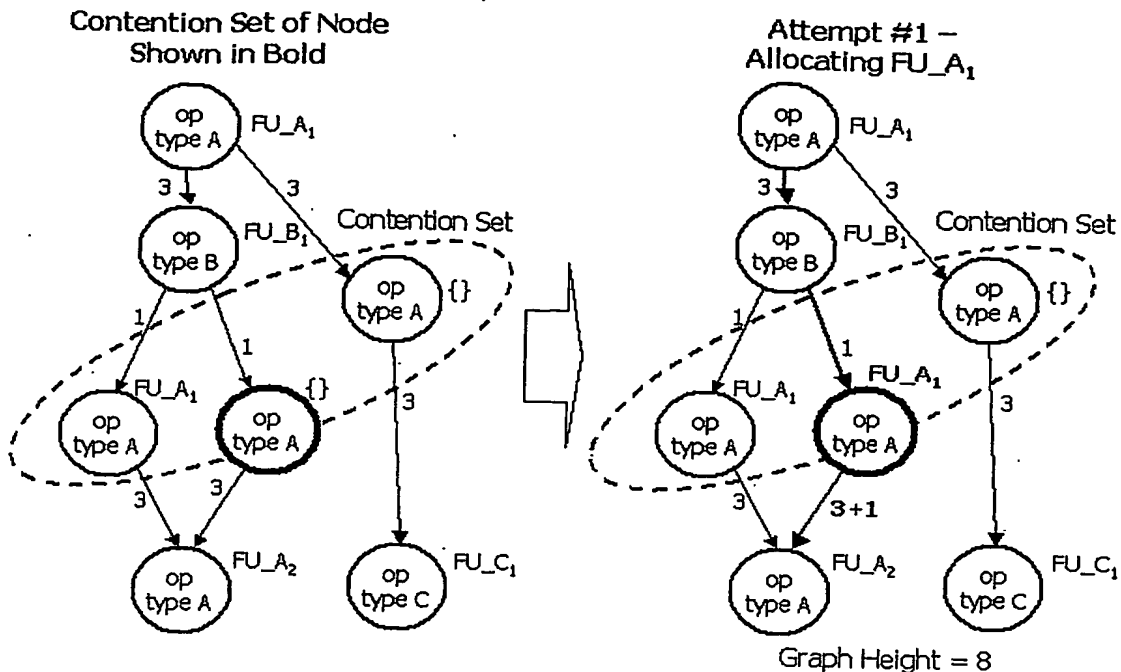 Contention Set of Node
Shown in Bold
op
type A
FU_A₁
3
3
op
type B
FU_B₁
Contention Set
op
type A
{}
1
1
FU_A₁
op
type A
{}
op
type A
3
3
3
FU_A₂
op
type A
FU_C₁
op
type C
Attempt #1 –
Allocating FU_A₁
op
type A
FU_A₁
3
3
op
type B
FU_B₁
Contention Set
op
type A
{}
1
1
FU_A₁
op
type A
FU_A₁
op
type A
3
3
3+1
FU_A₂
op
type A
FU_C₁
op
type C
Graph Height = 8